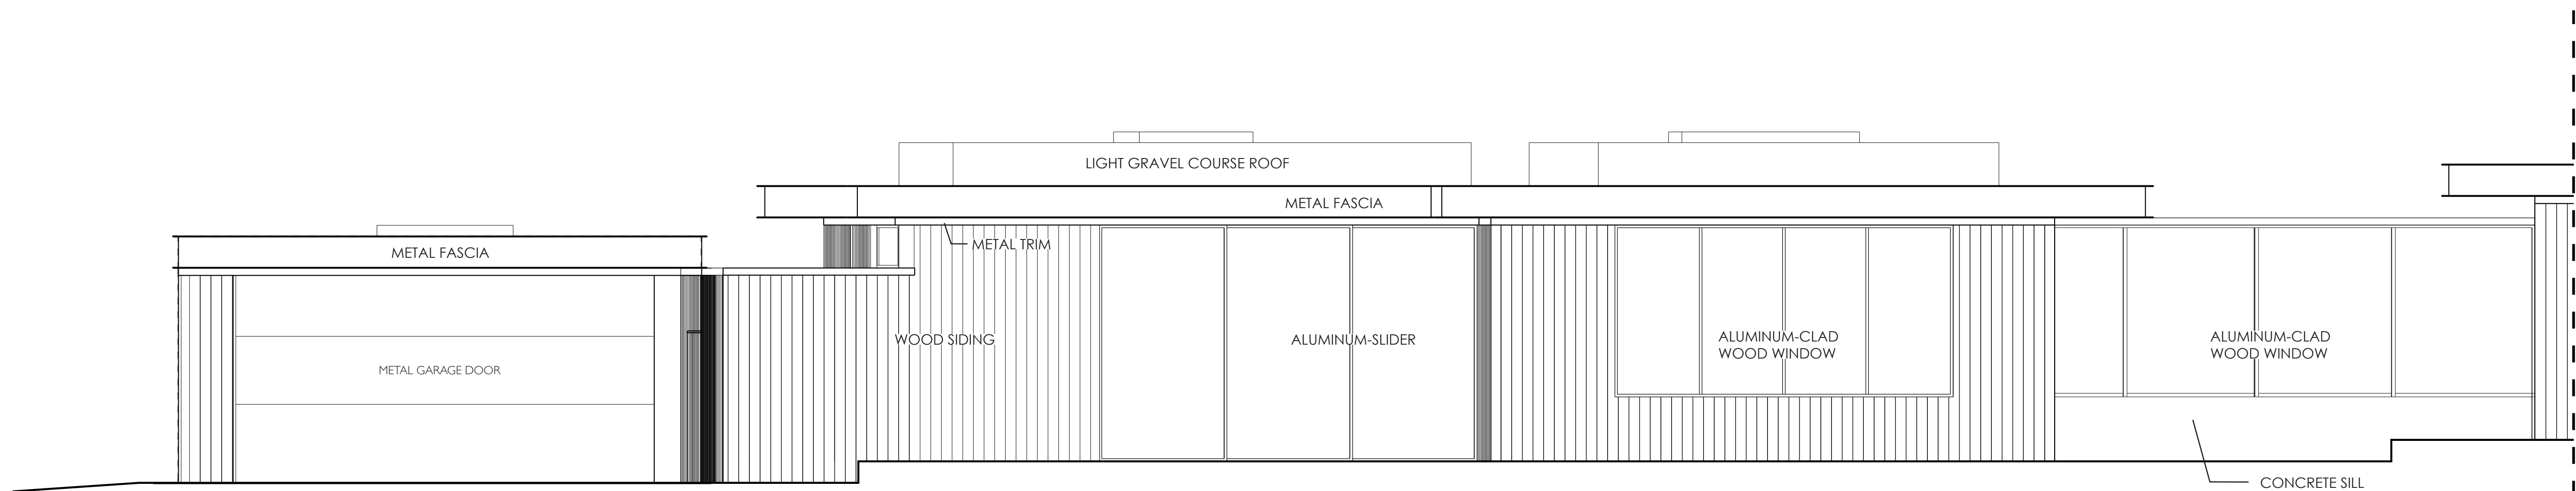 LIGHT GRAVEL COURSE ROOF
METAL FASCIA
METAL TRIM
METAL FASCIA
WOOD SIDING
ALUMINUM-SLIDER
ALUMINUM-CLAD
WOOD WINDOW
ALUMINUM-CLAD
WOOD WINDOW
METAL GARAGE DOOR
CONCRETE SILL